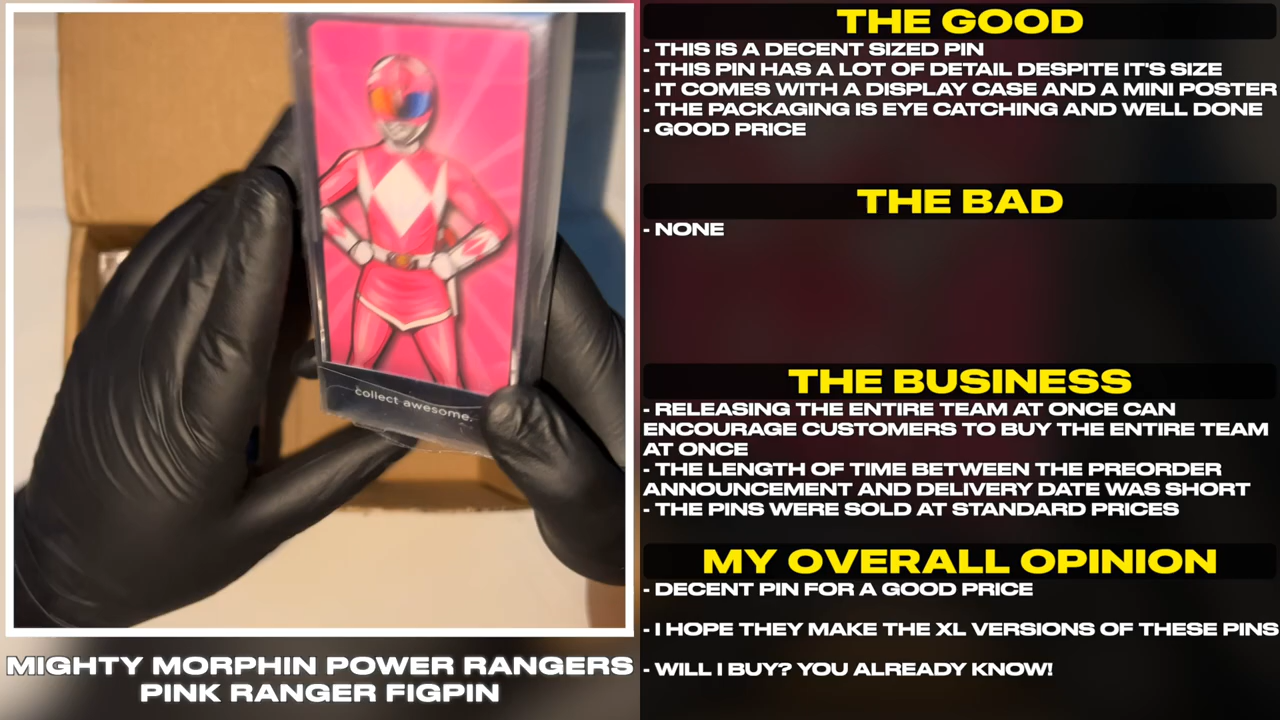 collect awesome.
MIGHTY MORPHIN POWER RANGERS
PINK RANGER FIGPIN
THE GOOD
- THIS IS A DECENT SIZED PIN
- THIS PIN HAS A LOT OF DETAIL DESPITE IT'S SIZE
- IT COMES WITH A DISPLAY CASE AND A MINI POSTER
- THE PACKAGING IS EYE CATCHING AND WELL DONE
- GOOD PRICE
THE BAD
- NONE
THE BUSINESS
- RELEASING THE ENTIRE TEAM AT ONCE CAN
ENCOURAGE CUSTOMERS TO BUY THE ENTIRE TEAM
AT ONCE
- THE LENGTH OF TIME BETWEEN THE PREORDER
ANNOUNCEMENT AND DELIVERY DATE WAS SHORT
- THE PINS WERE SOLD AT STANDARD PRICES
MY OVERALL OPINION
- DECENT PIN FOR A GOOD PRICE
- I HOPE THEY MAKE THE XL VERSIONS OF THESE PINS
- WILL I BUY? YOU ALREADY KNOW!